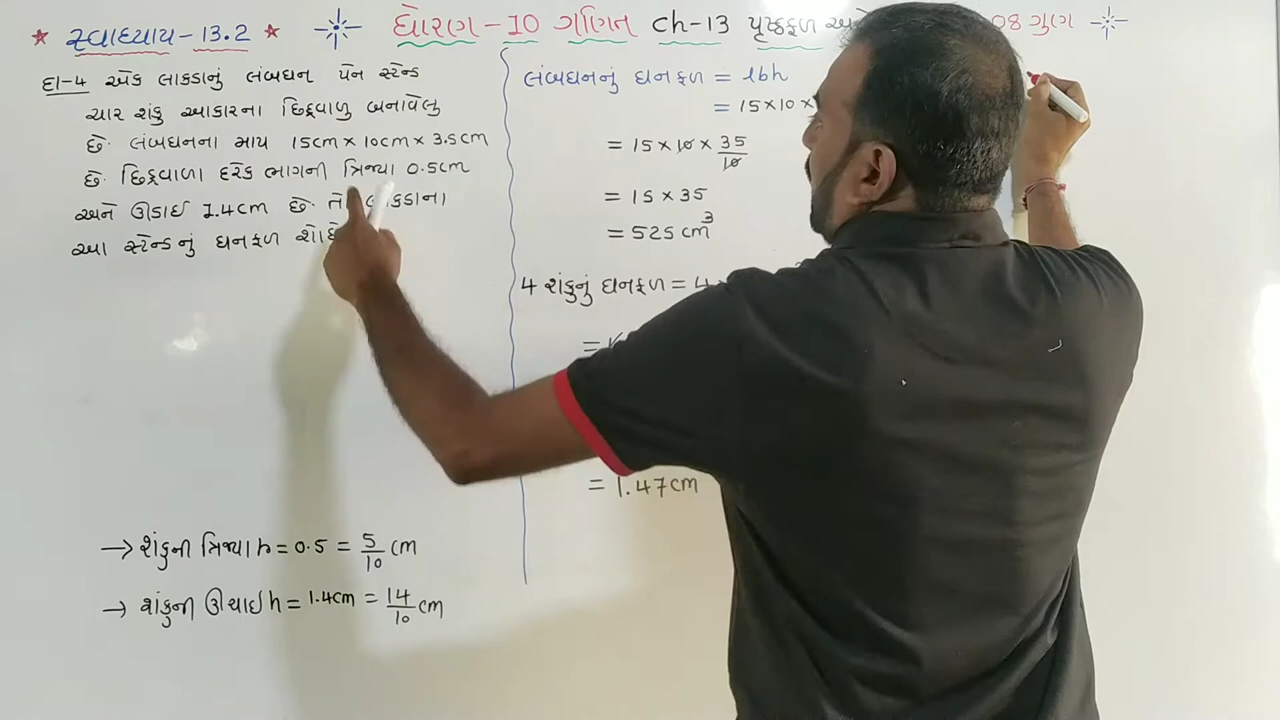 ★ સ્વાધ્યાય-13.2 ★ ધોરણ-10 ગણિત ch-13 પૃષ્ઠફળ અને 08 ગુણ
દા-4 એક લાકડાનું લંબઘન પેન સ્ટેન્ડ
ચાર શંકુ આકારના છિદ્રવાળુ બનાવેલુ
છે. લંબઘનના માપ 15cm × 10cm × 3.5cm
છે. છિદ્રવાળા દરેક ભાગની ત્રિજ્યા 0.5cm
અને ઊંડાઈ 1.4cm છે. તો લાકડાના
આ સ્ટેન્ડનું ઘનફળ
→ શંકુની ત્રિજ્યા r = 0.5 = 5/10 cm
→ શંકુની ઊંચાઇ h = 1.4cm = 14/10 cm
લંબઘનનું ઘનફળ = lbh
= 15 × 10 ×
= 15 × 10 × 35/10
= 15 × 35
= 525 cm³
4 શંકુનું ઘનફળ = 4
= 1.47cm